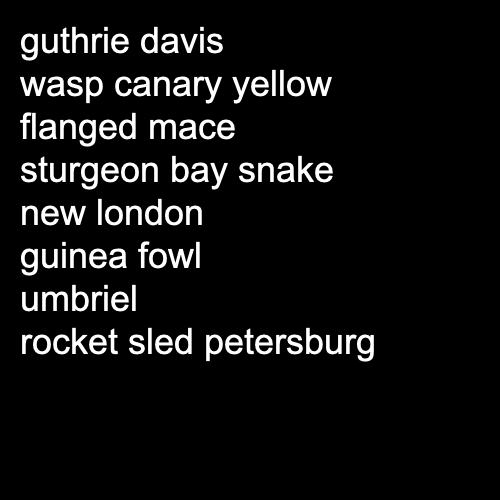 guthrie davis
wasp canary yellow
flanged mace
sturgeon bay snake
new london
guinea fowl
umbriel
rocket sled petersburg